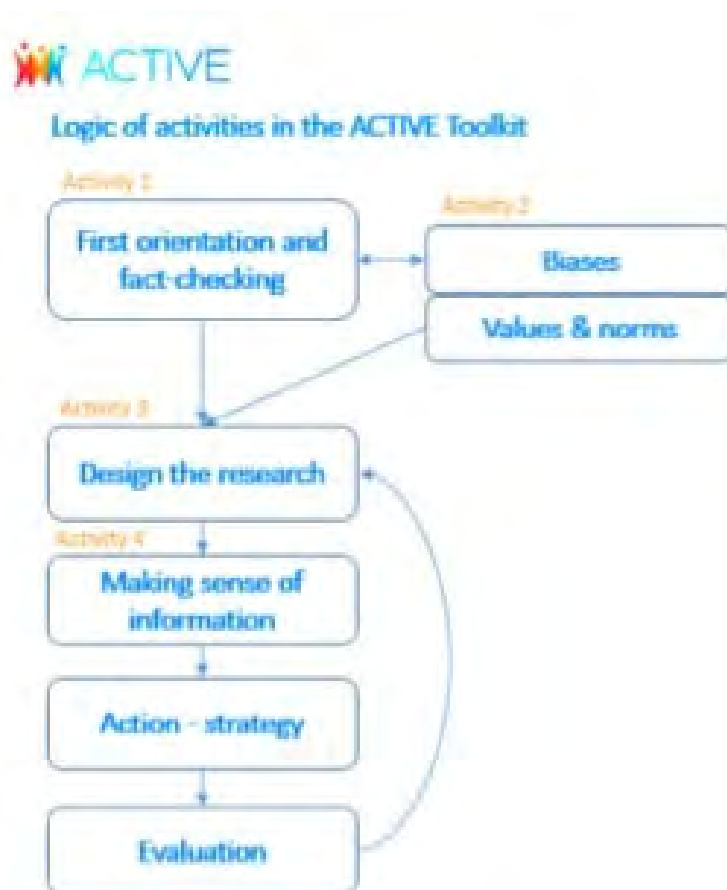 ACTIVE
Logic of activities in the ACTIVE Toolkit
Activity 1
First orientation and
fact-checking
Activity 2
Biases
Values & norms
Activity 3
Design the research
Activity 4
Making sense of
information
Action - strategy
Evaluation